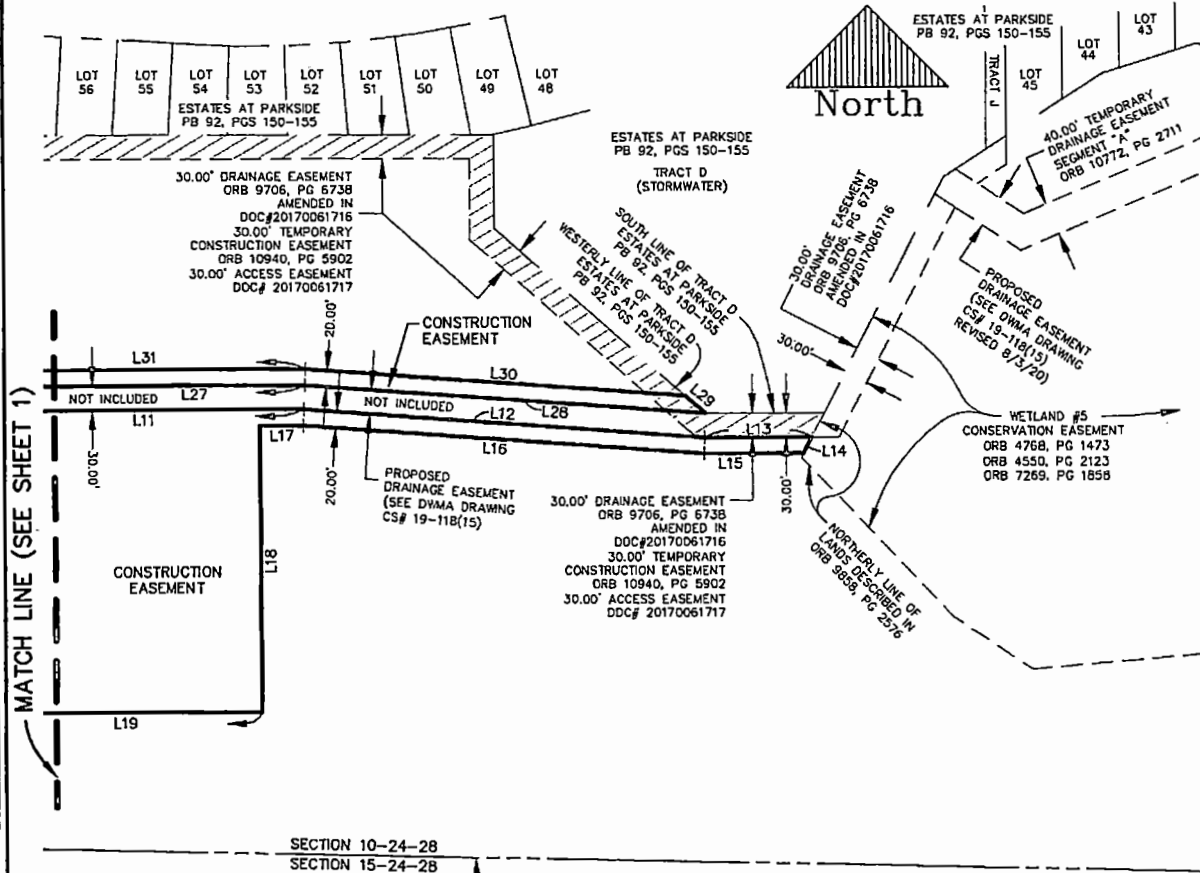 ESTATES AT PARKSIDE
PB 92, PGS 150-155
LOT
43
LOT
44
LOT
45
TRACT J
North
LOT
56
LOT
55
LOT
54
LOT
53
LOT
52
LOT
51
LOT
50
LOT
49
LOT
48
ESTATES AT PARKSIDE
PB 92, PGS 150-155
ESTATES AT PARKSIDE
PB 92, PGS 150-155
TRACT D
(STORMWATER)
40.00' TEMPORARY
DRAINAGE EASEMENT
SEGMENT "A"
ORB 10772, PG 2711
30.00' DRAINAGE EASEMENT
ORB 9706, PG 6738
AMENDED IN
DOC#20170061716
30.00' TEMPORARY
CONSTRUCTION EASEMENT
ORB 10940, PG 5902
30.00' ACCESS EASEMENT
DOC# 20170061717
SOUTH LINE OF TRACT D
ESTATES AT PARKSIDE
PB 92, PGS 150-155
WESTERLY LINE OF TRACT D
ESTATES AT PARKSIDE
PB 92, PGS 150-155
30.00'
DRAINAGE EASEMENT
ORB 9706, PG 6738
AMENDED IN
DOC#20170061716
PROPOSED
DRAINAGE EASEMENT
(SEE DWMA DRAWING
CS# 19-118(15)
REVISED 8/3/20)
30.00'
20.00'
CONSTRUCTION
EASEMENT
L31
L30
L29
L27
NOT INCLUDED
NOT INCLUDED
L28
L11
L12
L13
L14
L17
L16
L15
30.00'
20.00'
30.00'
PROPOSED
DRAINAGE EASEMENT
(SEE DWMA DRAWING
CS# 19-118(15)
WETLAND #5
CONSERVATION EASEMENT
ORB 4768, PG 1473
ORB 4550, PG 2123
ORB 7269, PG 1858
30.00' DRAINAGE EASEMENT
ORB 9706, PG 6738
AMENDED IN
DOC#20170061716
30.00' TEMPORARY
CONSTRUCTION EASEMENT
ORB 10940, PG 5902
30.00' ACCESS EASEMENT
DDC# 20170061717
NORTHERLY LINE OF
LANDS DESCRIBED IN
ORB 9858, PG 2576
MATCH LINE (SEE SHEET 1)
CONSTRUCTION
EASEMENT
L18
L19
SECTION 10-24-28
SECTION 15-24-28